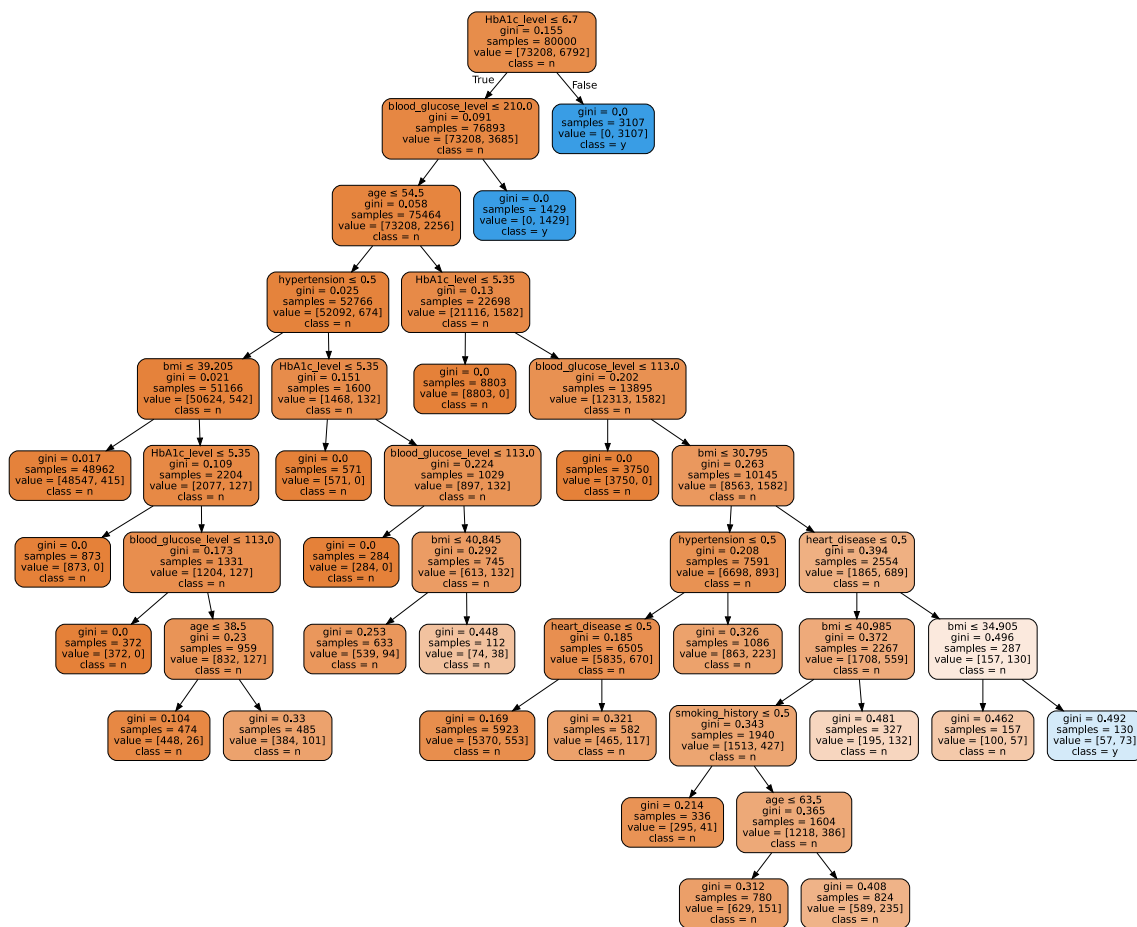 HbA1c_level ≤ 6.7
gini = 0.155
samples = 80000
value = [73208, 6792]
class = n
True
False
blood_glucose_level ≤ 210.0
gini = 0.091
samples = 76893
value = [73208, 3685]
class = n
gini = 0.0
samples = 3107
value = [0, 3107]
class = y
age ≤ 54.5
gini = 0.058
samples = 75464
value = [73208, 2256]
class = n
gini = 0.0
samples = 1429
value = [0, 1429]
class = y
hypertension ≤ 0.5
gini = 0.025
samples = 52766
value = [52092, 674]
class = n
HbA1c_level ≤ 5.35
gini = 0.13
samples = 22698
value = [21116, 1582]
class = n
bmi ≤ 39.205
gini = 0.021
samples = 51166
value = [50624, 542]
class = n
HbA1c_level ≤ 5.35
gini = 0.151
samples = 1600
value = [1468, 132]
class = n
gini = 0.0
samples = 8803
value = [8803, 0]
class = n
blood_glucose_level ≤ 113.0
gini = 0.202
samples = 13895
value = [12313, 1582]
class = n
gini = 0.017
samples = 48962
value = [48547, 415]
class = n
HbA1c_level ≤ 5.35
gini = 0.109
samples = 2204
value = [2077, 127]
class = n
gini = 0.0
samples = 571
value = [571, 0]
class = n
blood_glucose_level ≤ 113.0
gini = 0.224
samples = 1029
value = [897, 132]
class = n
gini = 0.0
samples = 3750
value = [3750, 0]
class = n
bmi ≤ 30.795
gini = 0.263
samples = 10145
value = [8563, 1582]
class = n
gini = 0.0
samples = 873
value = [873, 0]
class = n
blood_glucose_level ≤ 113.0
gini = 0.173
samples = 1331
value = [1204, 127]
class = n
gini = 0.0
samples = 284
value = [284, 0]
class = n
bmi ≤ 40.845
gini = 0.292
samples = 745
value = [613, 132]
class = n
hypertension ≤ 0.5
gini = 0.208
samples = 7591
value = [6698, 893]
class = n
heart_disease ≤ 0.5
gini = 0.394
samples = 2554
value = [1865, 689]
class = n
gini = 0.0
samples = 372
value = [372, 0]
class = n
age ≤ 38.5
gini = 0.23
samples = 959
value = [832, 127]
class = n
gini = 0.253
samples = 633
value = [539, 94]
class = n
gini = 0.448
samples = 112
value = [74, 38]
class = n
heart_disease ≤ 0.5
gini = 0.185
samples = 6505
value = [5835, 670]
class = n
gini = 0.326
samples = 1086
value = [863, 223]
class = n
bmi ≤ 40.985
gini = 0.372
samples = 2267
value = [1708, 559]
class = n
bmi ≤ 34.905
gini = 0.496
samples = 287
value = [157, 130]
class = n
gini = 0.104
samples = 474
value = [448, 26]
class = n
gini = 0.33
samples = 485
value = [384, 101]
class = n
gini = 0.169
samples = 5923
value = [5370, 553]
class = n
gini = 0.321
samples = 582
value = [465, 117]
class = n
smoking_history ≤ 0.5
gini = 0.343
samples = 1940
value = [1513, 427]
class = n
gini = 0.481
samples = 327
value = [195, 132]
class = n
gini = 0.462
samples = 157
value = [100, 57]
class = n
gini = 0.492
samples = 130
value = [57, 73]
class = y
gini = 0.214
samples = 336
value = [295, 41]
class = n
age ≤ 63.5
gini = 0.365
samples = 1604
value = [1218, 386]
class = n
gini = 0.312
samples = 780
value = [629, 151]
class = n
gini = 0.408
samples = 824
value = [589, 235]
class = n